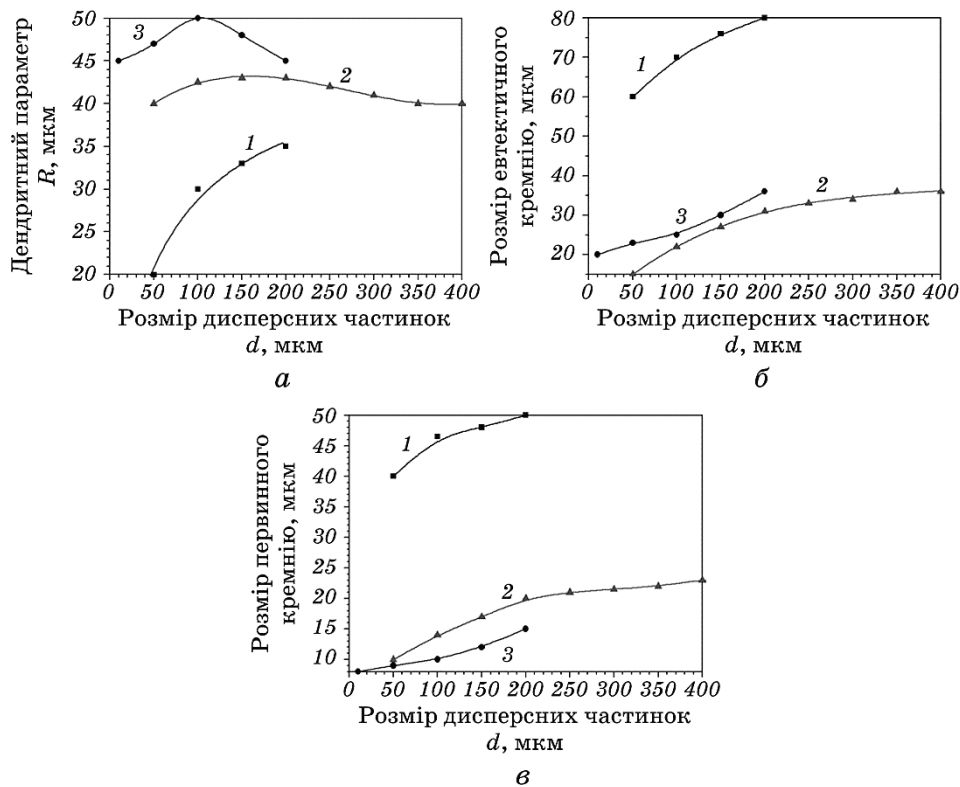 Дендритний параметр
R, мкм
50
45
40
35
30
25
20
3
2
1
0 50 100 150 200 250 300 350 400
Розмір дисперсних частинок
d, мкм
а
Розмір евтектичного
кремнію, мкм
80
70
60
50
40
30
20
1
2
3
0 50 100 150 200 250 300 350 400
Розмір дисперсних частинок
d, мкм
б
Розмір первинного
кремнію, мкм
50
45
40
35
30
25
20
15
10
1
2
3
0 50 100 150 200 250 300 350 400
Розмір дисперсних частинок
d, мкм
в